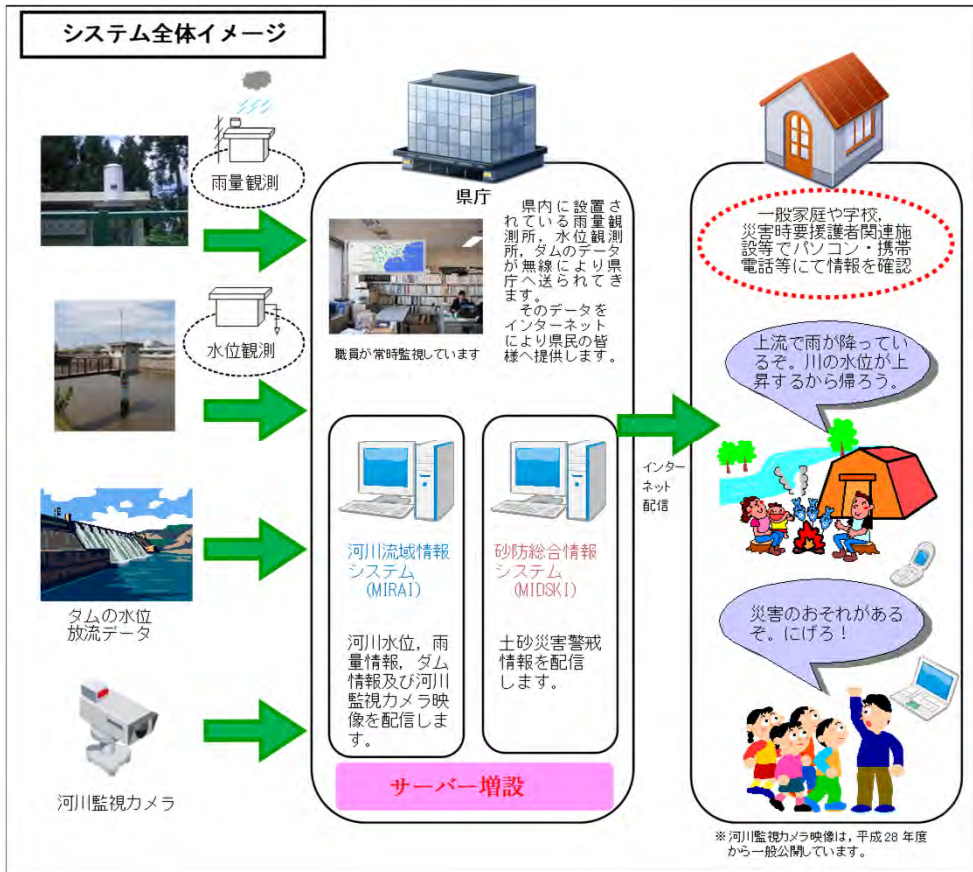 システム全体イメージ
雨量観測
水位観測
ダムの水位
放流データ
河川監視カメラ
県庁
職員が常時監視しています
県内に設置さ
れている雨量観
測所，水位観測
所，ダムのデータ
が無線により県
庁へ送られてき
ます。
そのデータを
インターネット
により県民の皆
様へ提供します。
河川流域情報
システム
(MIRAI)
河川水位，雨
量情報，ダム
情報及び河川
監視カメラ映
像を配信しま
す。
砂防総合情報
システム
(MIDSKI)
土砂災害警戒
情報を配信
します。
サーバー増設
インター
ネット
配信
一般家庭や学校，
災害時要援護者関連施
設等でパソコン・携帯
電話等にて情報を確認
上流で雨が降ってい
るぞ。川の水位が上
昇するから帰ろう。
災害のおそれがある
ぞ。にげろ！
※河川監視カメラ映像は，平成28年度
から一般公開しています。